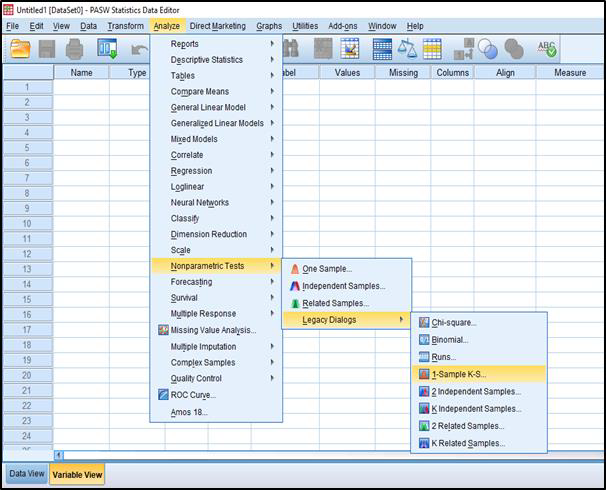 Untitled1 [DataSet0] - PASW Statistics Data Editor
File Edit View Data Transform Analyze Direct Marketing Graphs Utilities Add-ons Window Help
Name Type Values Missing Columns Align Measure
1
2
3
4
5
6
7
8
9
10
11
12
13
14
15
16
17
18
19
20
21
22
23
24
Reports
Descriptive Statistics
Tables
Compare Means
General Linear Model
Generalized Linear Models
Mixed Models
Correlate
Regression
Loglinear
Neural Networks
Classify
Dimension Reduction
Scale
Nonparametric Tests
Forecasting
Survival
Multiple Response
Missing Value Analysis...
Multiple Imputation
Complex Samples
Quality Control
ROC Curve...
Amos 18...
One Sample...
Independent Samples...
Related Samples...
Legacy Dialogs
Chi-square...
Binomial...
Runs...
1-Sample K-S...
2 Independent Samples...
K Independent Samples...
2 Related Samples...
K Related Samples...
Data View Variable View